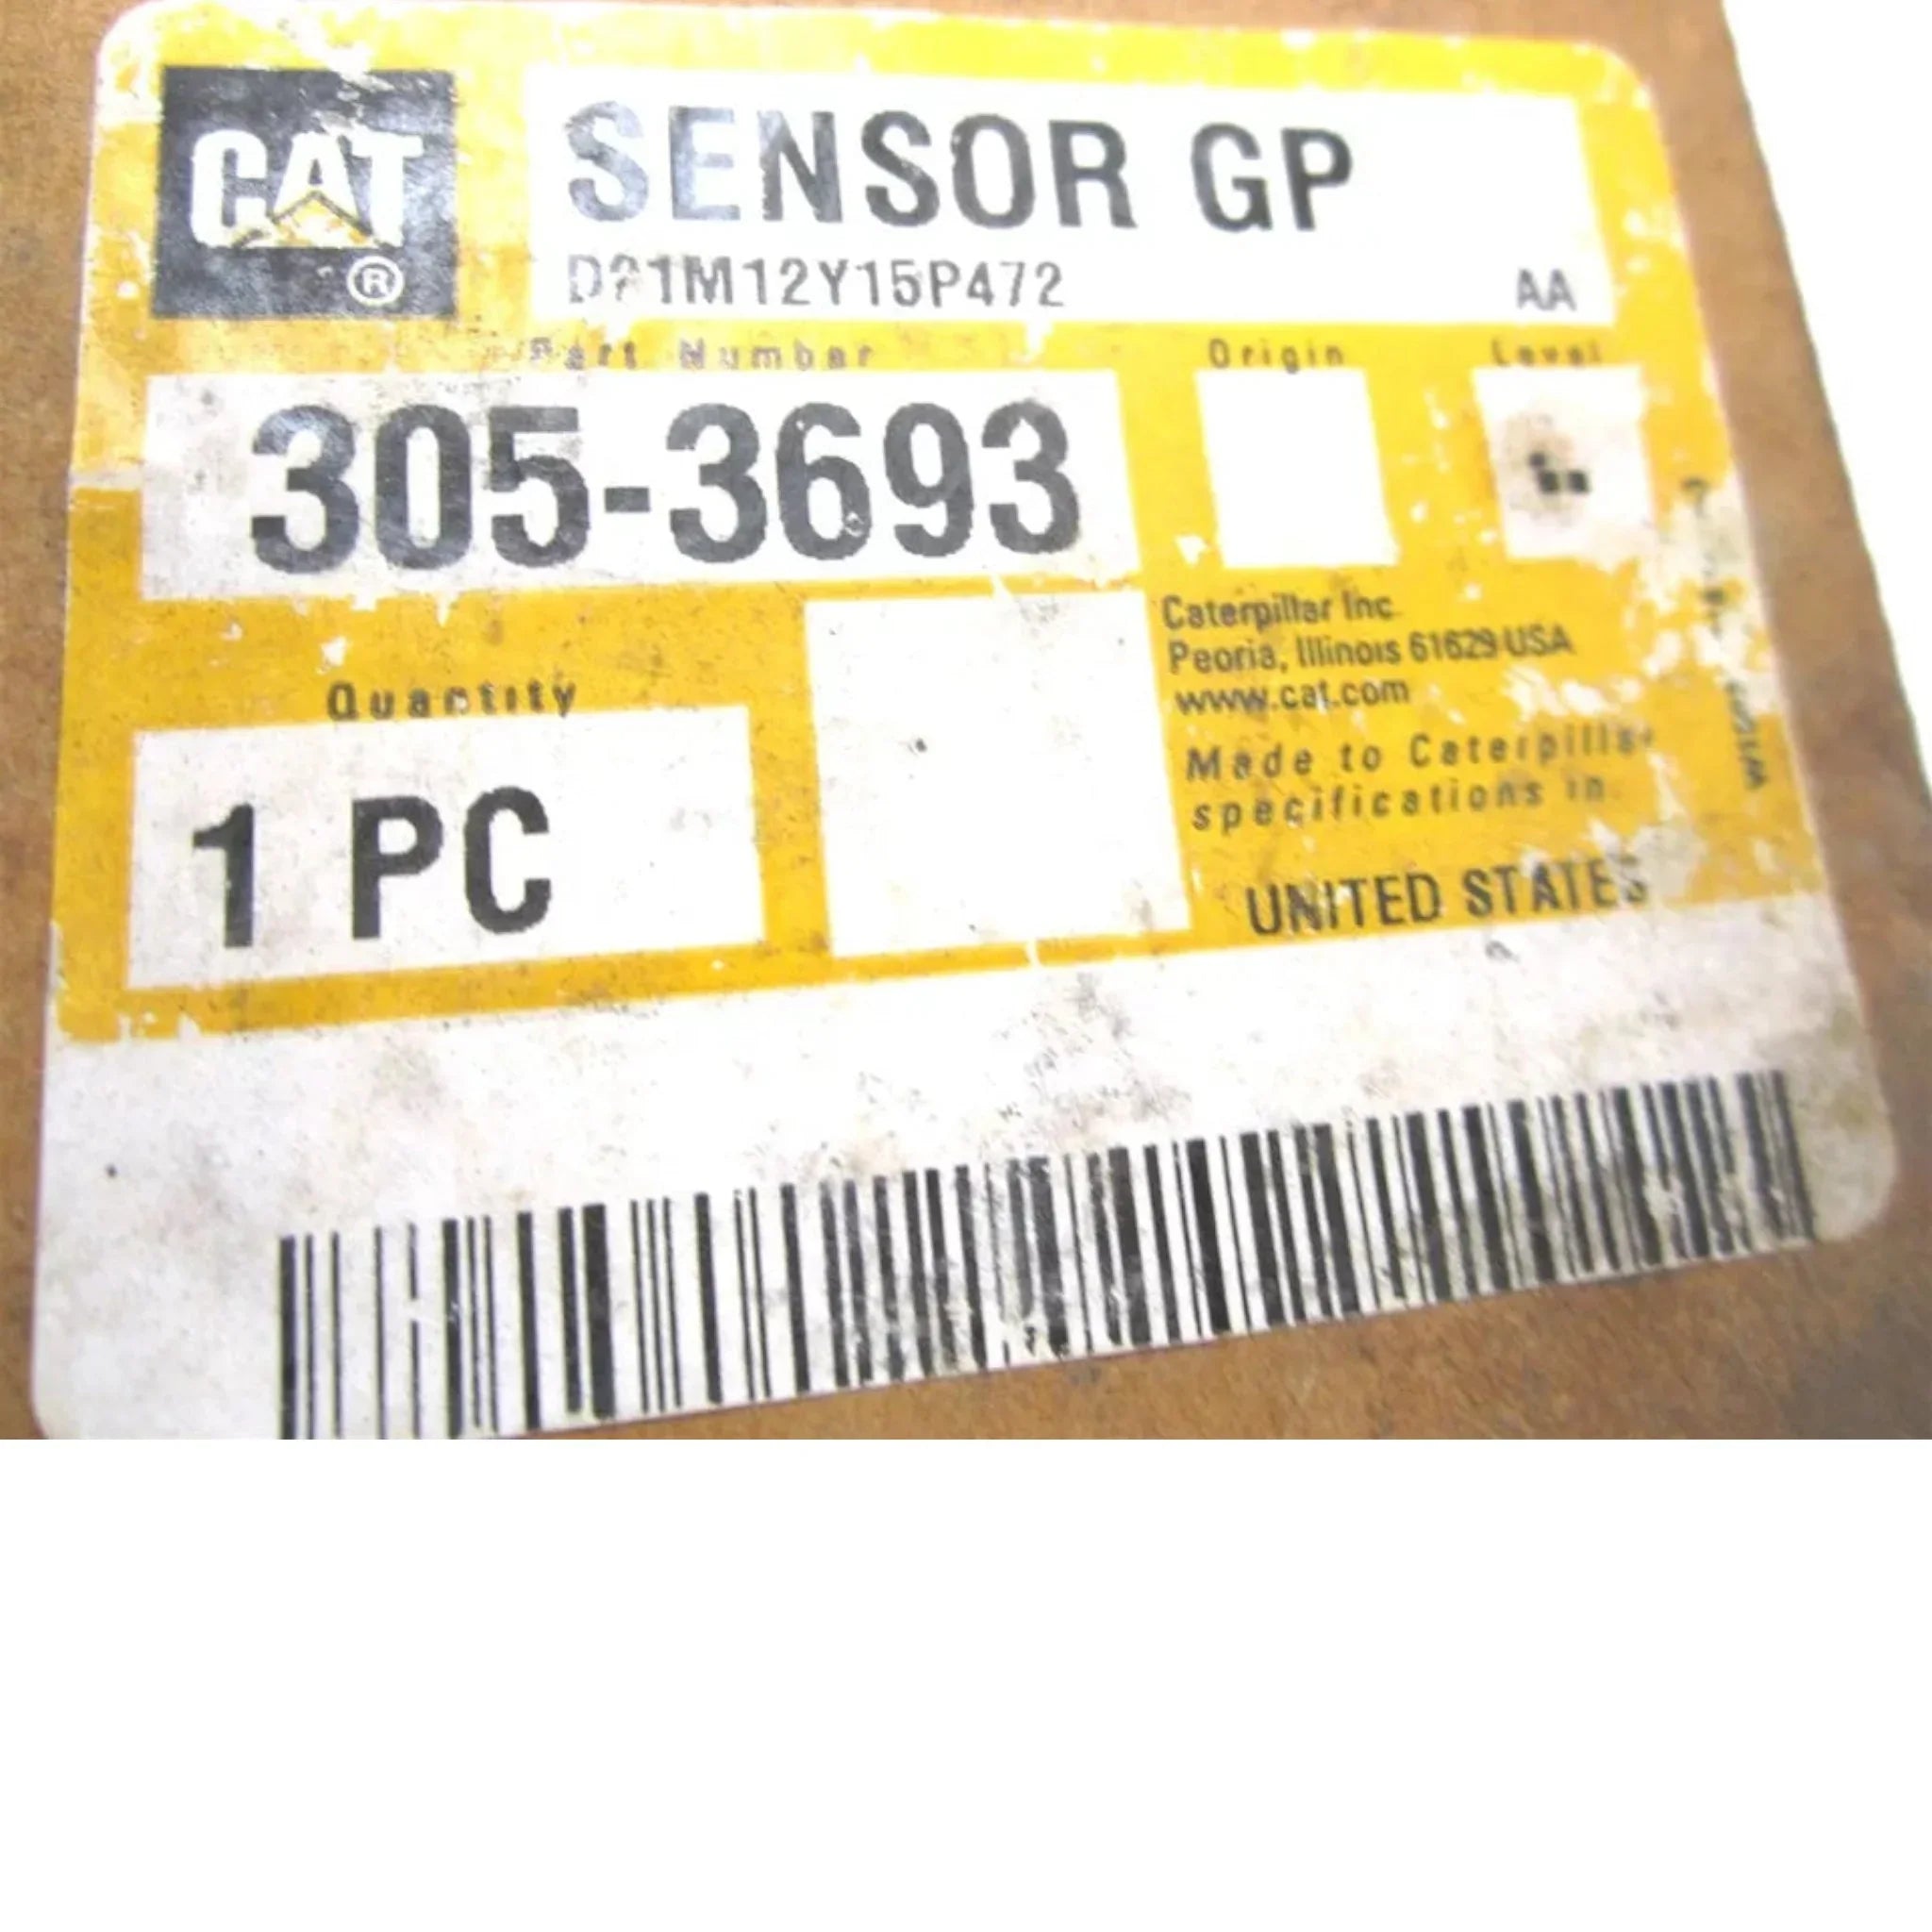 CAT
®
SENSOR GP
D21M12Y15P472 AA
Part Number Origin Level
305-3693
Caterpillar Inc.
Peoria, Illinois 61629 USA
www.cat.com
Quantity
1 PC
Made to Caterpillar
specifications in
UNITED STATES